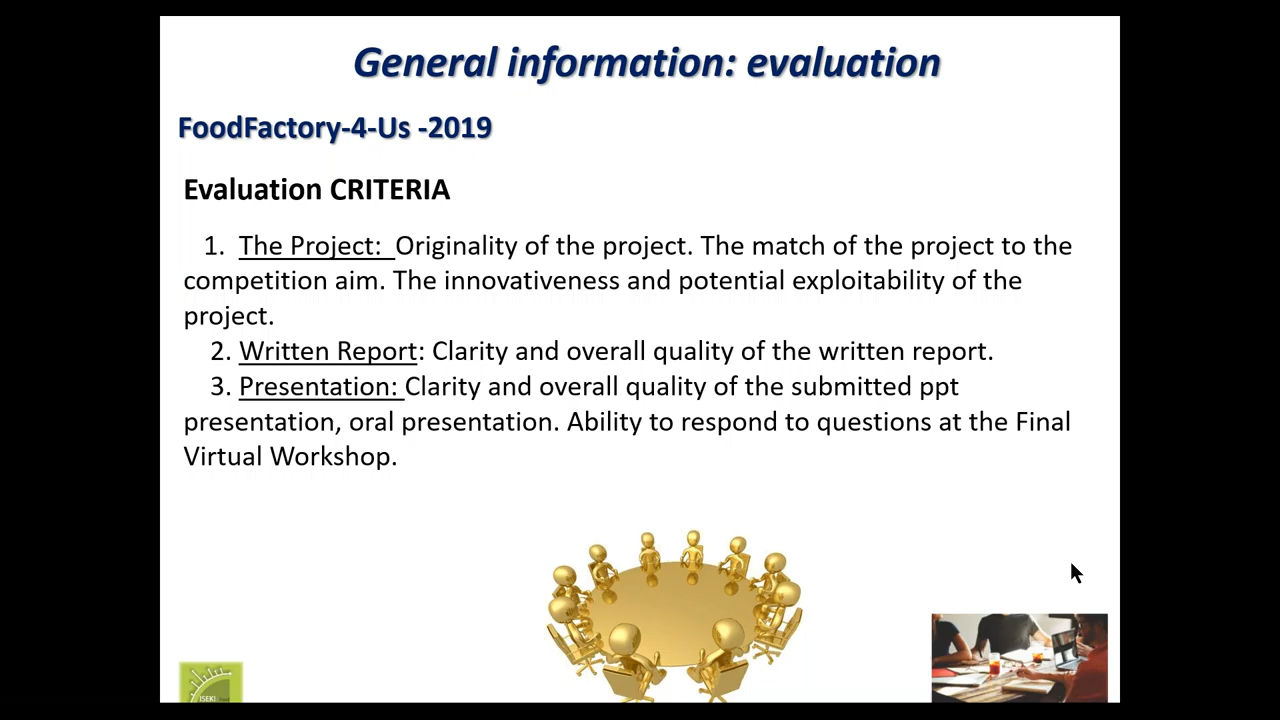 General information: evaluation
FoodFactory-4-Us -2019
Evaluation CRITERIA
1. The Project: Originality of the project. The match of the project to the
competition aim. The innovativeness and potential exploitability of the
project.
2. Written Report: Clarity and overall quality of the written report.
3. Presentation: Clarity and overall quality of the submitted ppt
presentation, oral presentation. Ability to respond to questions at the Final
Virtual Workshop.
ISEKI